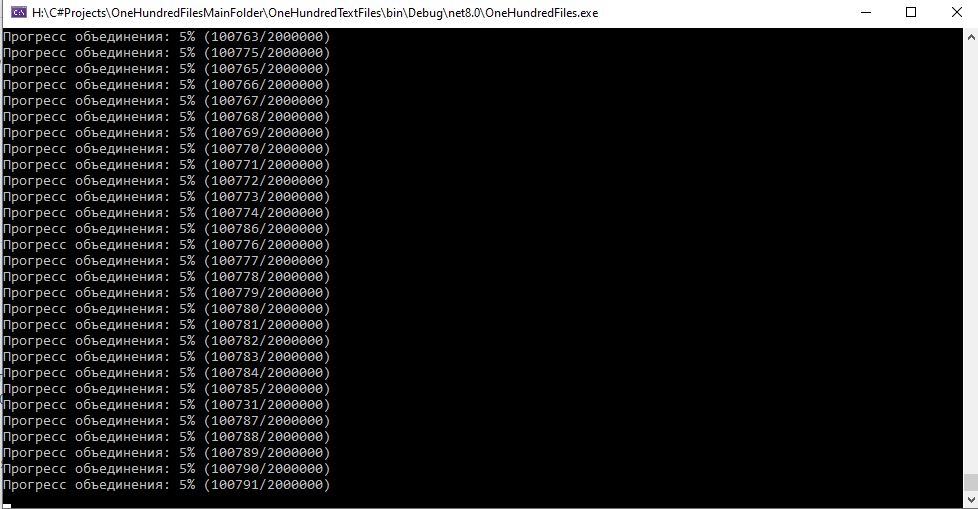 H:\C#Projects\OneHundredFilesMainFolder\OneHundredTextFiles\bin\Debug\net8.0\OneHundredFiles.exe
Прогресс объединения: 5% (100763/2000000)
Прогресс объединения: 5% (100775/2000000)
Прогресс объединения: 5% (100765/2000000)
Прогресс объединения: 5% (100766/2000000)
Прогресс объединения: 5% (100767/2000000)
Прогресс объединения: 5% (100768/2000000)
Прогресс объединения: 5% (100769/2000000)
Прогресс объединения: 5% (100770/2000000)
Прогресс объединения: 5% (100771/2000000)
Прогресс объединения: 5% (100772/2000000)
Прогресс объединения: 5% (100773/2000000)
Прогресс объединения: 5% (100774/2000000)
Прогресс объединения: 5% (100786/2000000)
Прогресс объединения: 5% (100776/2000000)
Прогресс объединения: 5% (100777/2000000)
Прогресс объединения: 5% (100778/2000000)
Прогресс объединения: 5% (100779/2000000)
Прогресс объединения: 5% (100780/2000000)
Прогресс объединения: 5% (100781/2000000)
Прогресс объединения: 5% (100782/2000000)
Прогресс объединения: 5% (100783/2000000)
Прогресс объединения: 5% (100784/2000000)
Прогресс объединения: 5% (100785/2000000)
Прогресс объединения: 5% (100731/2000000)
Прогресс объединения: 5% (100787/2000000)
Прогресс объединения: 5% (100788/2000000)
Прогресс объединения: 5% (100789/2000000)
Прогресс объединения: 5% (100790/2000000)
Прогресс объединения: 5% (100791/2000000)